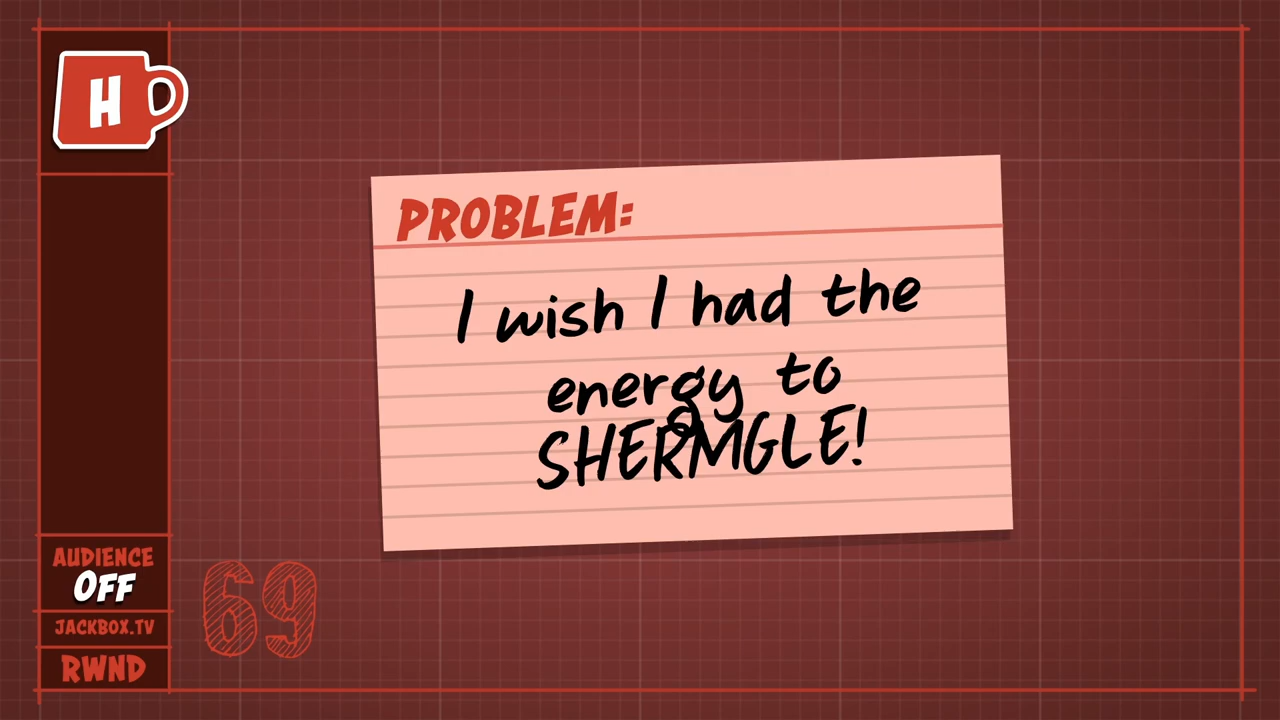 H
PROBLEM:
I wish I had the
energy to
SHERMGLE!
AUDIENCE
OFF
JACKBOX.TV
RWND
69